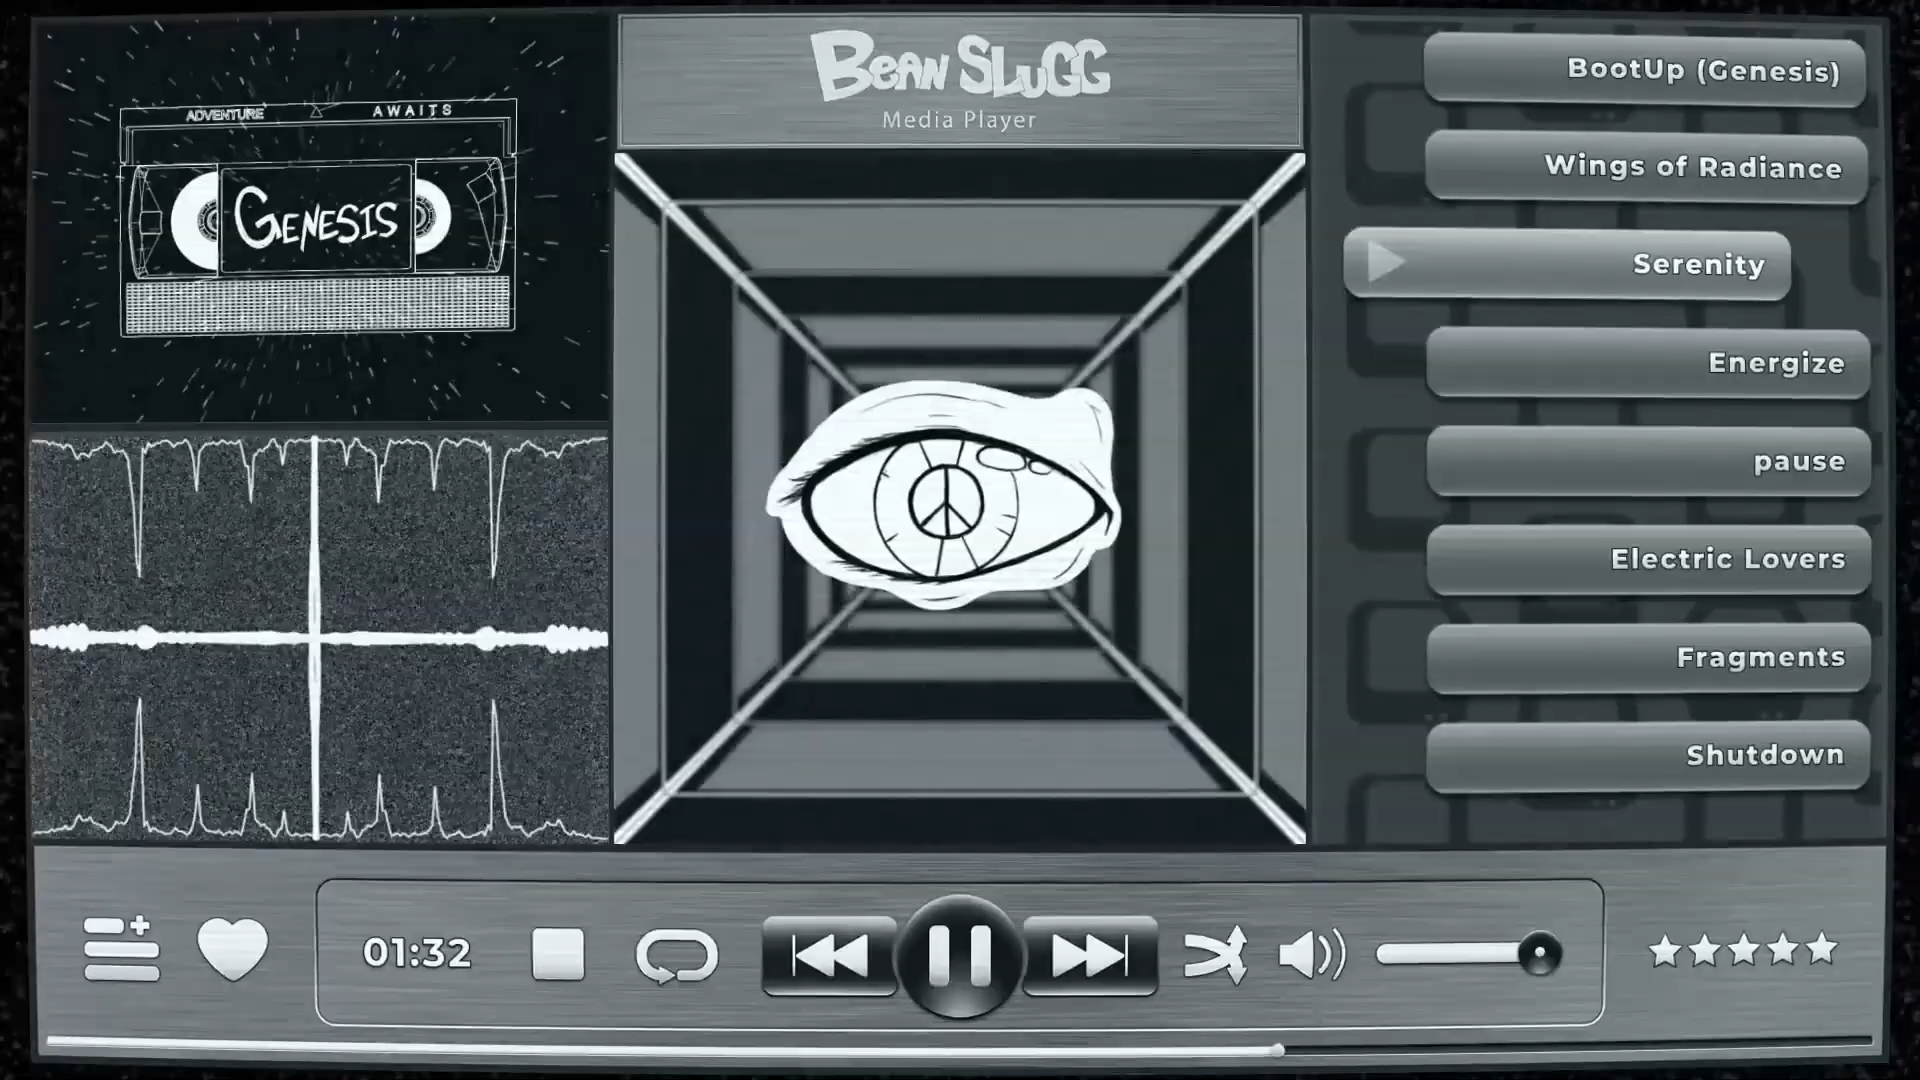 ADVENTURE AWAITS
GENESIS
BEAN SLUGG
Media Player
BootUp (Genesis)
Wings of Radiance
Serenity
Energize
pause
Electric Lovers
Fragments
Shutdown
01:32